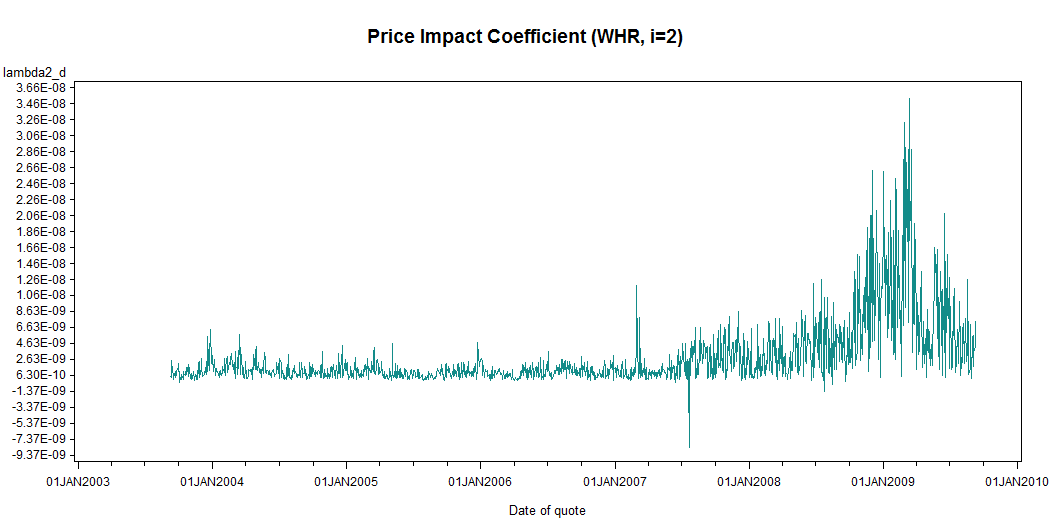 Price Impact Coefficient (WHR, i=2)
lambda2_d
3.66E-08
3.46E-08
3.26E-08
3.06E-08
2.86E-08
2.66E-08
2.46E-08
2.26E-08
2.06E-08
1.86E-08
1.66E-08
1.46E-08
1.26E-08
1.06E-08
8.63E-09
6.63E-09
4.63E-09
2.63E-09
6.30E-10
-1.37E-09
-3.37E-09
-5.37E-09
-7.37E-09
-9.37E-09
01JAN2003 01JAN2004 01JAN2005 01JAN2006 01JAN2007 01JAN2008 01JAN2009 01JAN2010
Date of quote